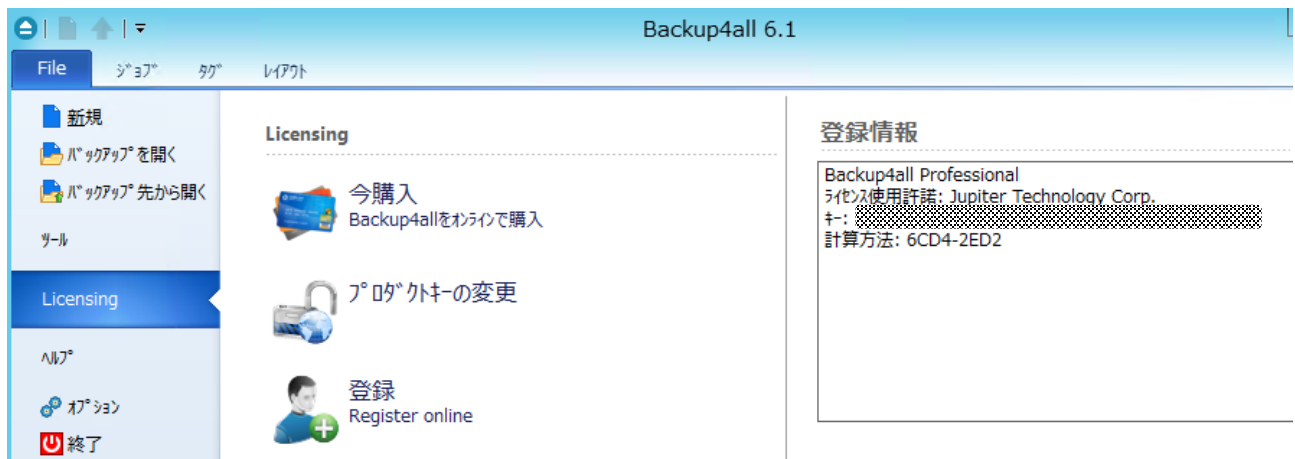 Backup4all 6.1
File ジョブ タグ レイアウト
新規
バックアップを開く
バックアップ先から開く
ツール
Licensing
ヘルプ
オプション
終了
Licensing
今購入
Backup4allをオンラインで購入
プロダクトキーの変更
登録
Register online
登録情報
Backup4all Professional
ライセンス使用許諾: Jupiter Technology Corp.
キー:
計算方法: 6CD4-2ED2